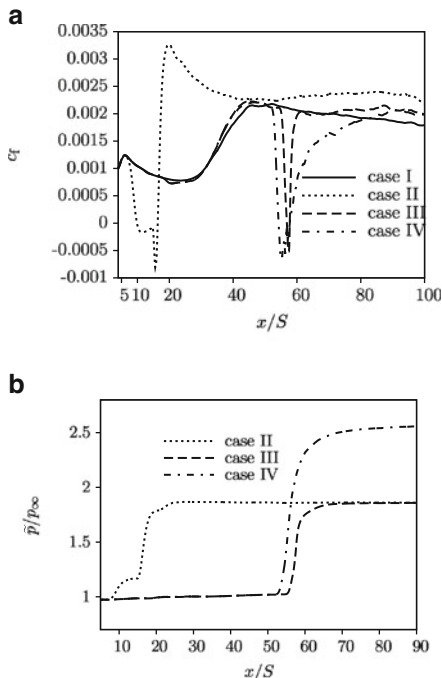 a
0.0035
0.003
0.0025
0.002
0.0015
0.001
0.0005
0
-0.0005
-0.001
c_f
case I
case II
case III
case IV
5 10 20 40 60 80 100
x/S
b
2.5
2
1.5
1
p̃/p_∞
case II
case III
case IV
10 20 30 40 50 60 70 80 90
x/S